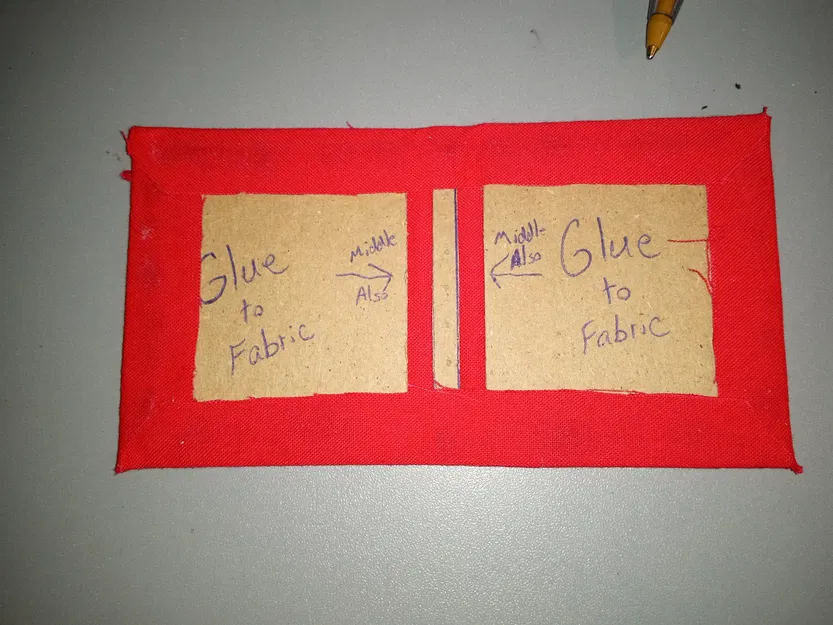 Glue
to
Fabric
Middle
Also
Middle
Also
Glue
to
Fabric